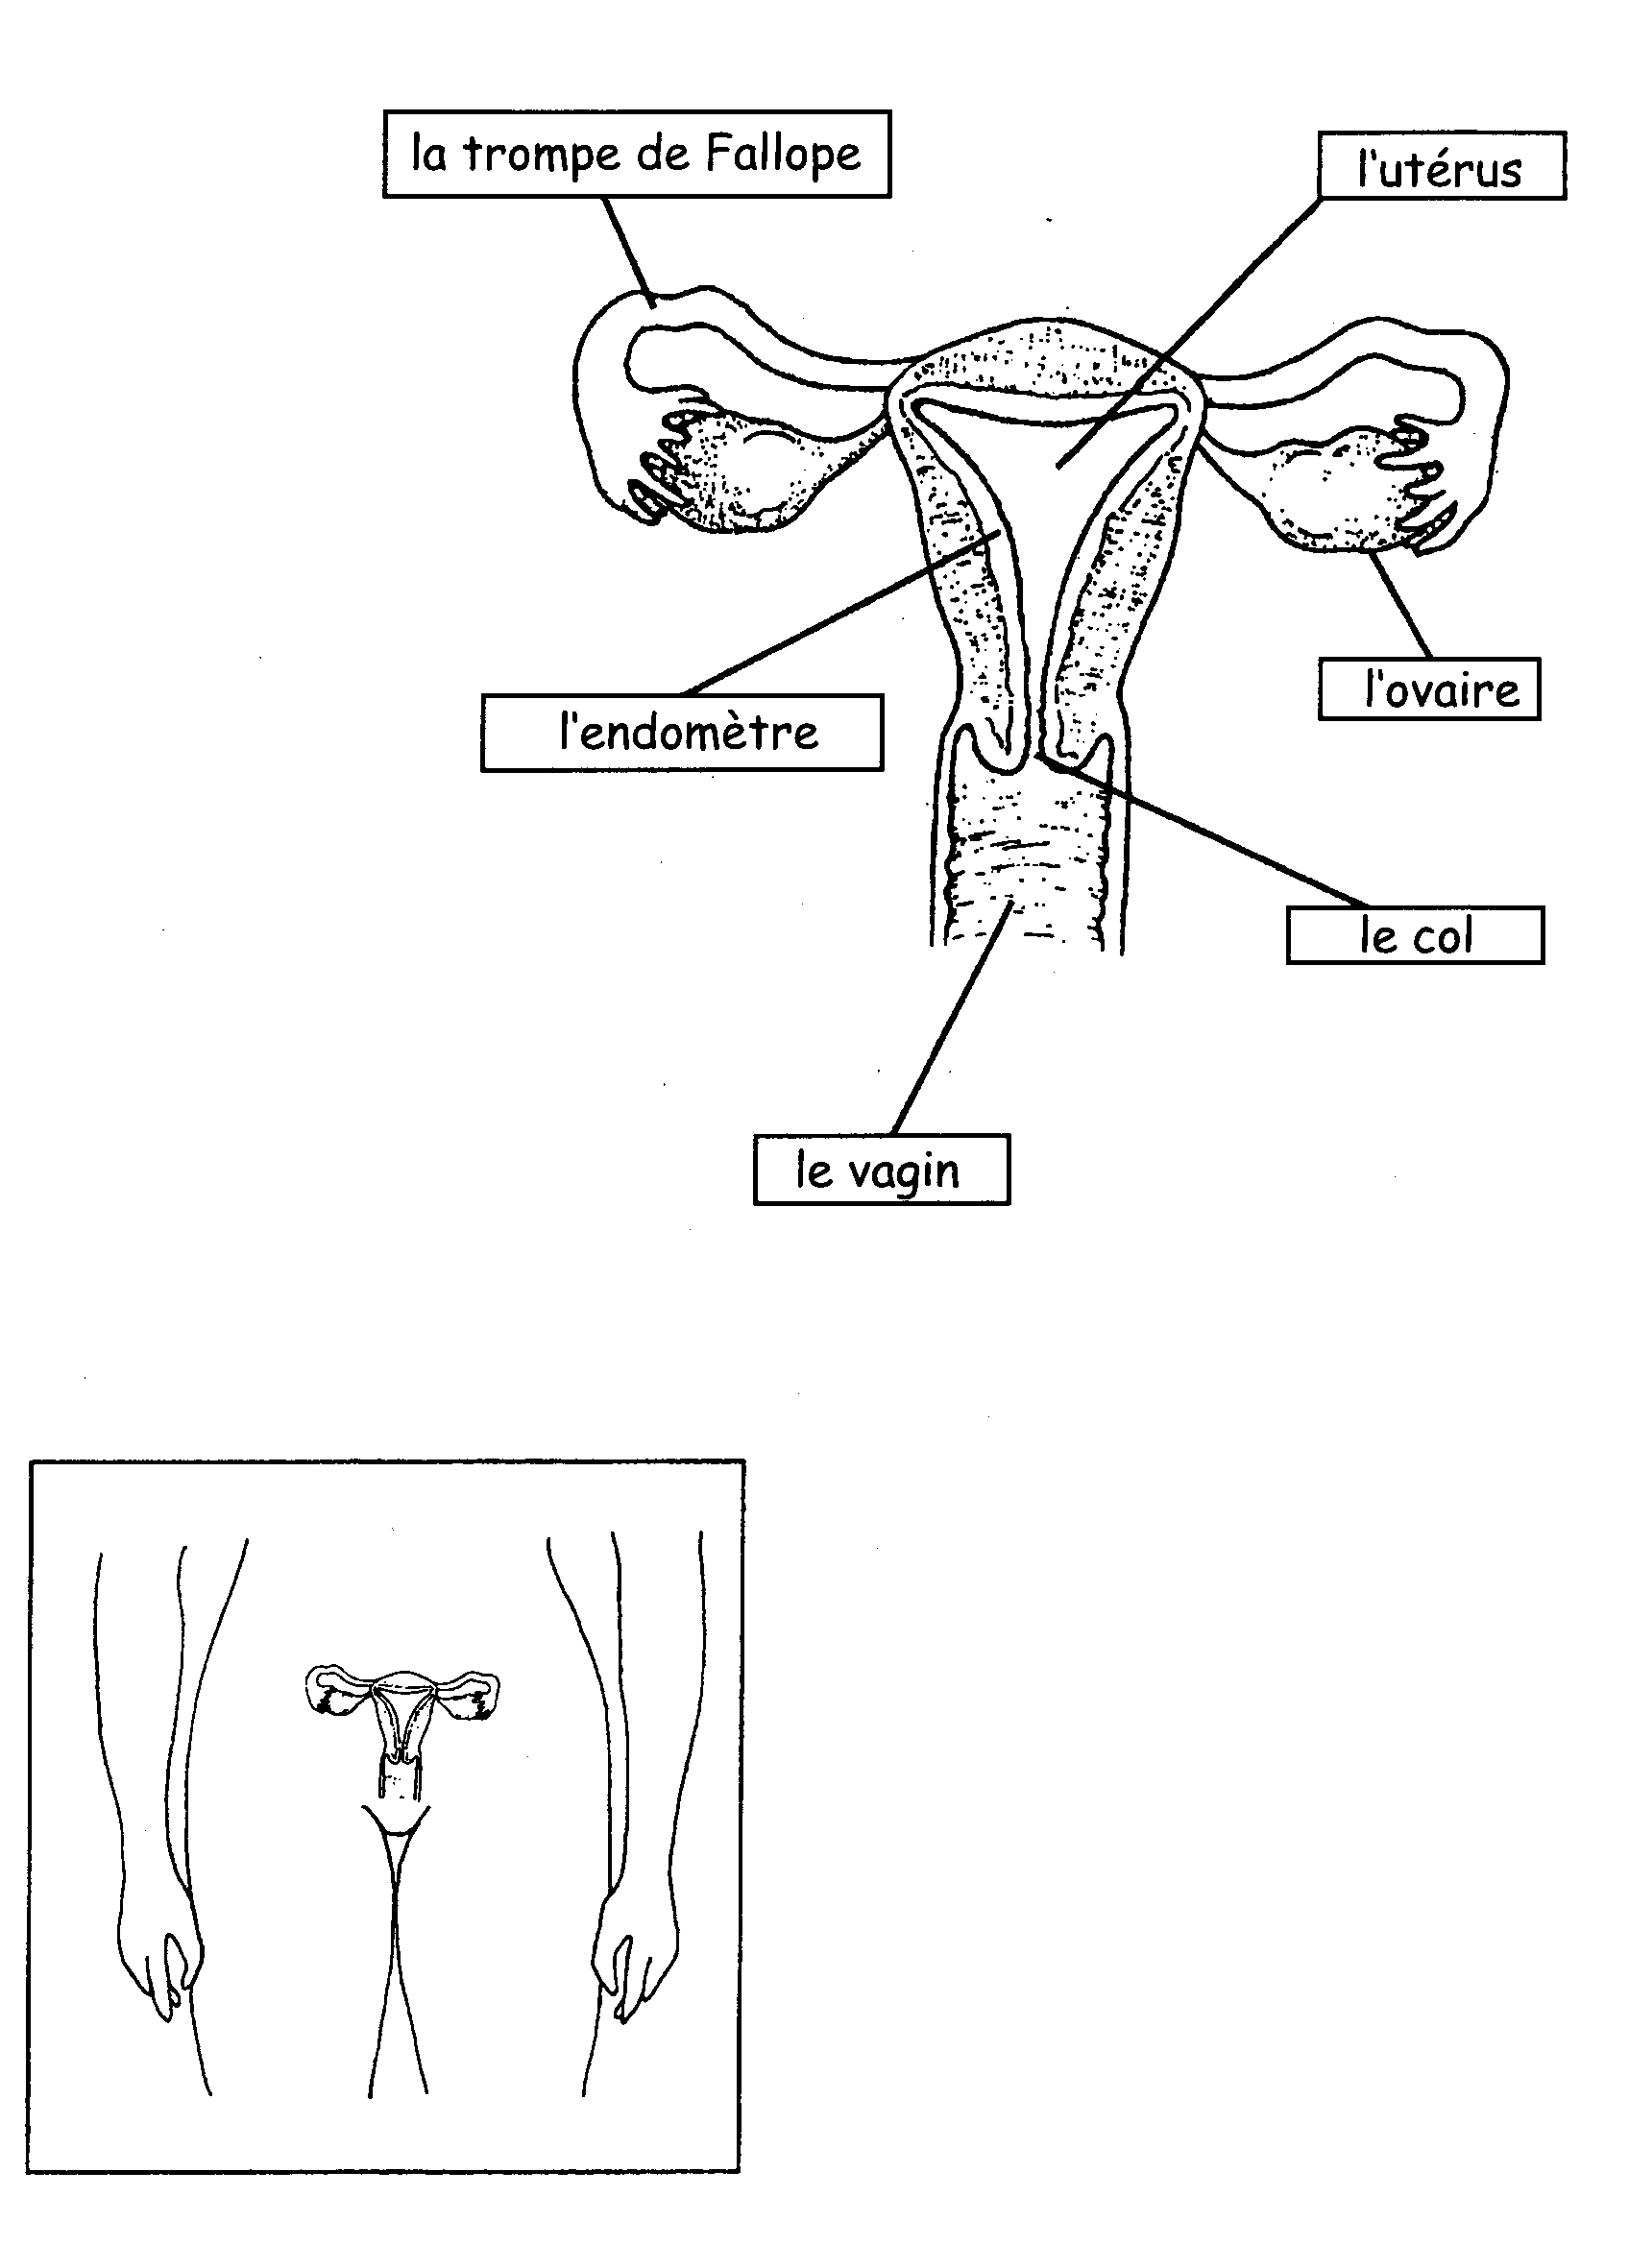 la trompe de Fallope
l'utérus
l'endomètre
l'ovaire
le col
le vagin